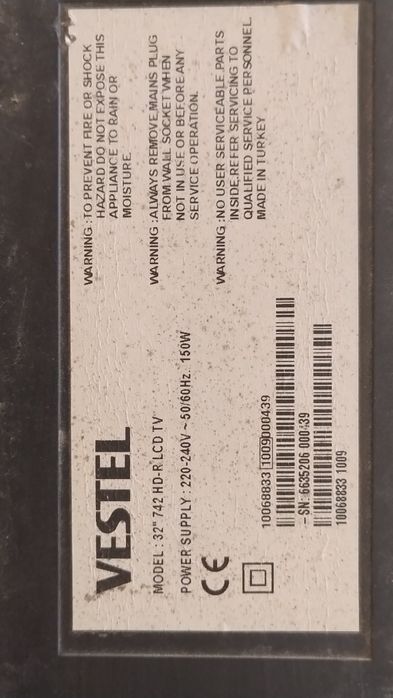 VESTEL
MODEL : 32" 742 HD-R LCD TV
POWER SUPPLY : 220-240V ~ 50/60Hz. 150W
CE
10068833 1009000439
- SN: 6635206 000439
10068833 1009
WARNING :TO PREVENT FIRE OR SHOCK
HAZARD DO NOT EXPOSE THIS
APPLIANCE TO RAIN OR
MOISTURE.
WARNING :ALWAYS REMOVE MAINS PLUG
FROM WALL SOCKET WHEN
NOT IN USE OR BEFORE ANY
SERVICE OPERATION.
WARNING :NO USER SERVICEABLE PARTS
INSIDE.REFER SERVICING TO
QUALIFIED SERVICE PERSONNEL.
MADE IN TURKEY